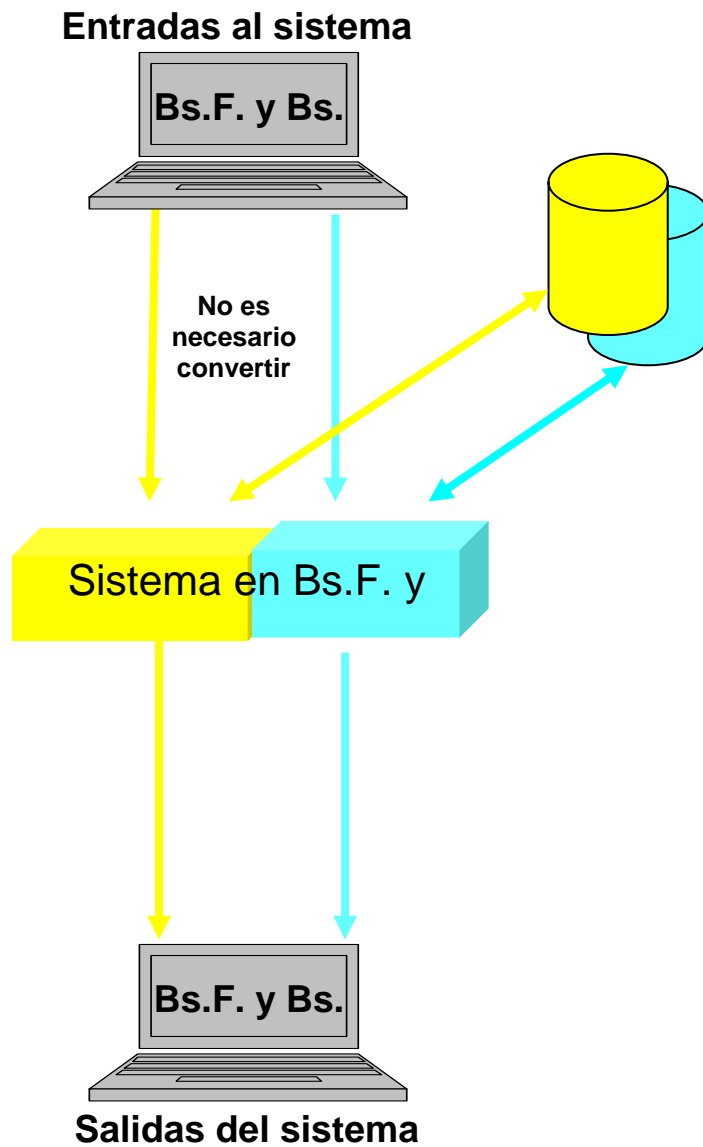 Entradas al sistema
Bs.F. y Bs.
No es
necesario
convertir
Sistema en Bs.F. y
Bs.F. y Bs.
Salidas del sistema